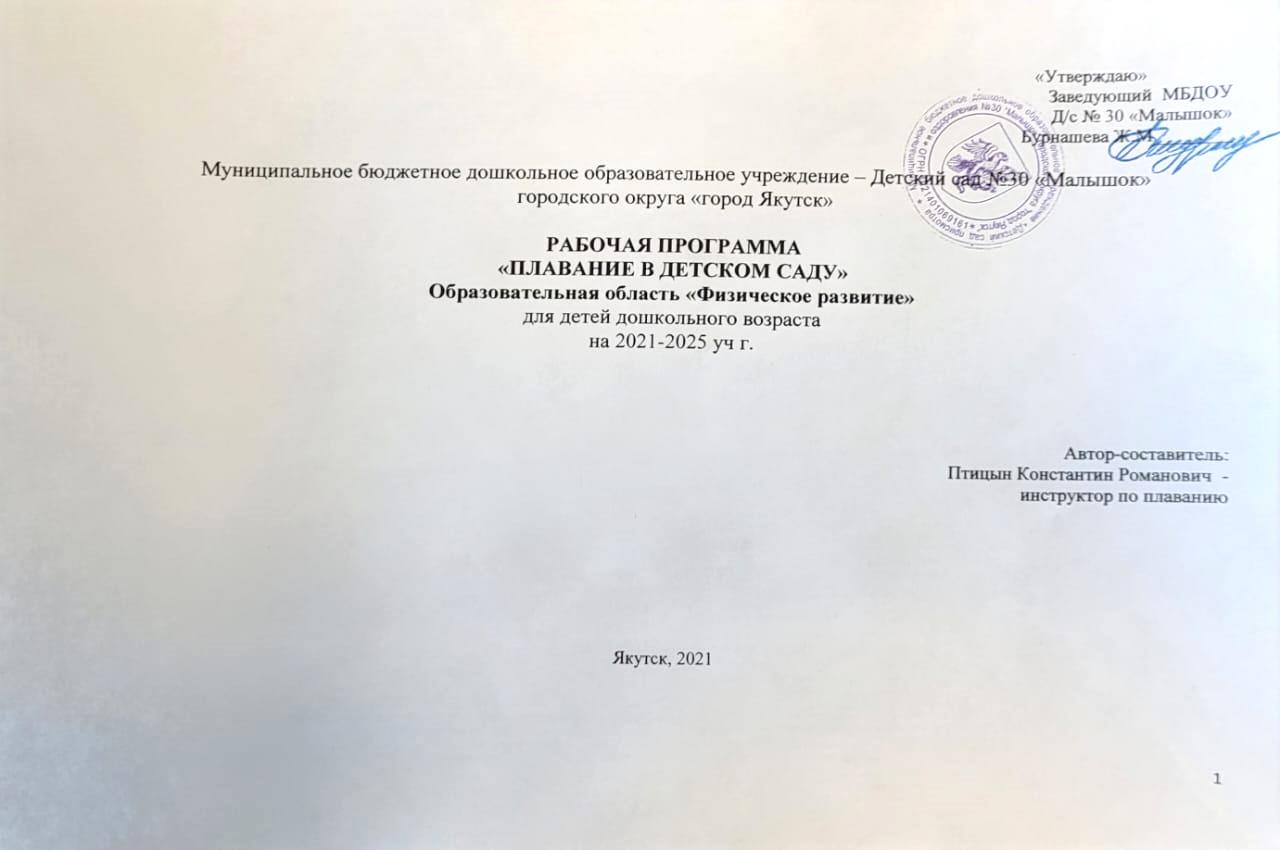 «Утверждаю»
Заведующий МБДОУ
Д/с № 30 «Малышок»
Бурнашева Ж.М.
Муниципальное бюджетное дошкольное образовательное учреждение – Детский сад №30 «Малышок»
городского округа «город Якутск»
РАБОЧАЯ ПРОГРАММА
«ПЛАВАНИЕ В ДЕТСКОМ САДУ»
Образовательная область «Физическое развитие»
для детей дошкольного возраста
на 2021-2025 уч г.
Автор-составитель:
Птицын Константин Романович -
инструктор по плаванию
Якутск, 2021
1